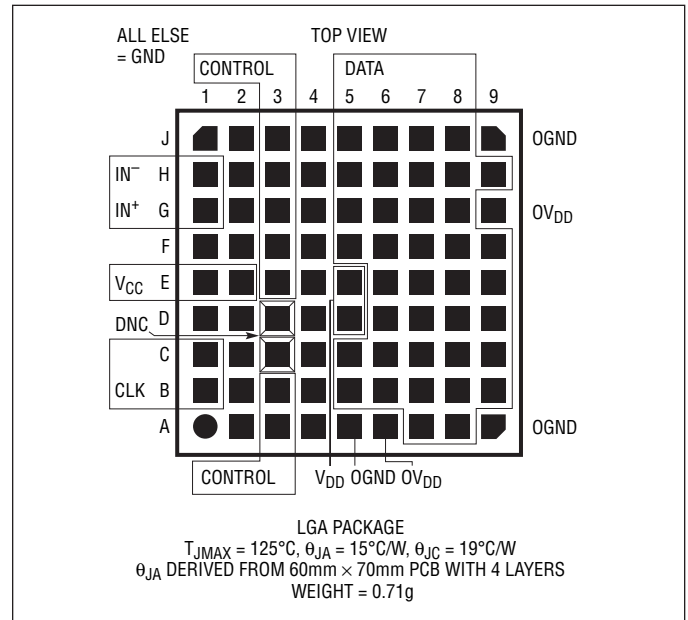 ALL ELSE
= GND
TOP VIEW
CONTROL DATA
1 2 3 4 5 6 7 8 9
J OGND
IN⁻ H
IN⁺ G OV_DD
F
V_CC E
DNC D
C
CLK B
A OGND
CONTROL V_DD OGND OV_DD
LGA PACKAGE
T_JMAX = 125°C, θ_JA = 15°C/W, θ_JC = 19°C/W
θ_JA DERIVED FROM 60mm × 70mm PCB WITH 4 LAYERS
WEIGHT = 0.71g